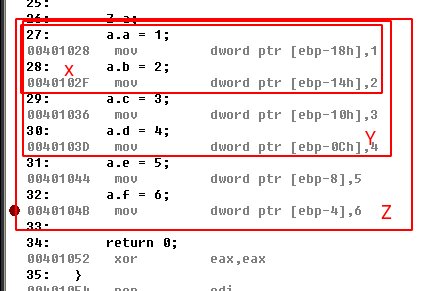 25:
26: Z a;
27: a.a = 1;
00401028 mov dword ptr [ebp-18h],1
28: a.b = 2;
X
0040102F mov dword ptr [ebp-14h],2
29: a.c = 3;
00401036 mov dword ptr [ebp-10h],3
30: a.d = 4;
Y
0040103D mov dword ptr [ebp-0Ch],4
31: a.e = 5;
00401044 mov dword ptr [ebp-8],5
32: a.f = 6;
0040104B mov dword ptr [ebp-4],6
Z
33:
34: return 0;
00401052 xor eax,eax
35: }
00401054 pop edi